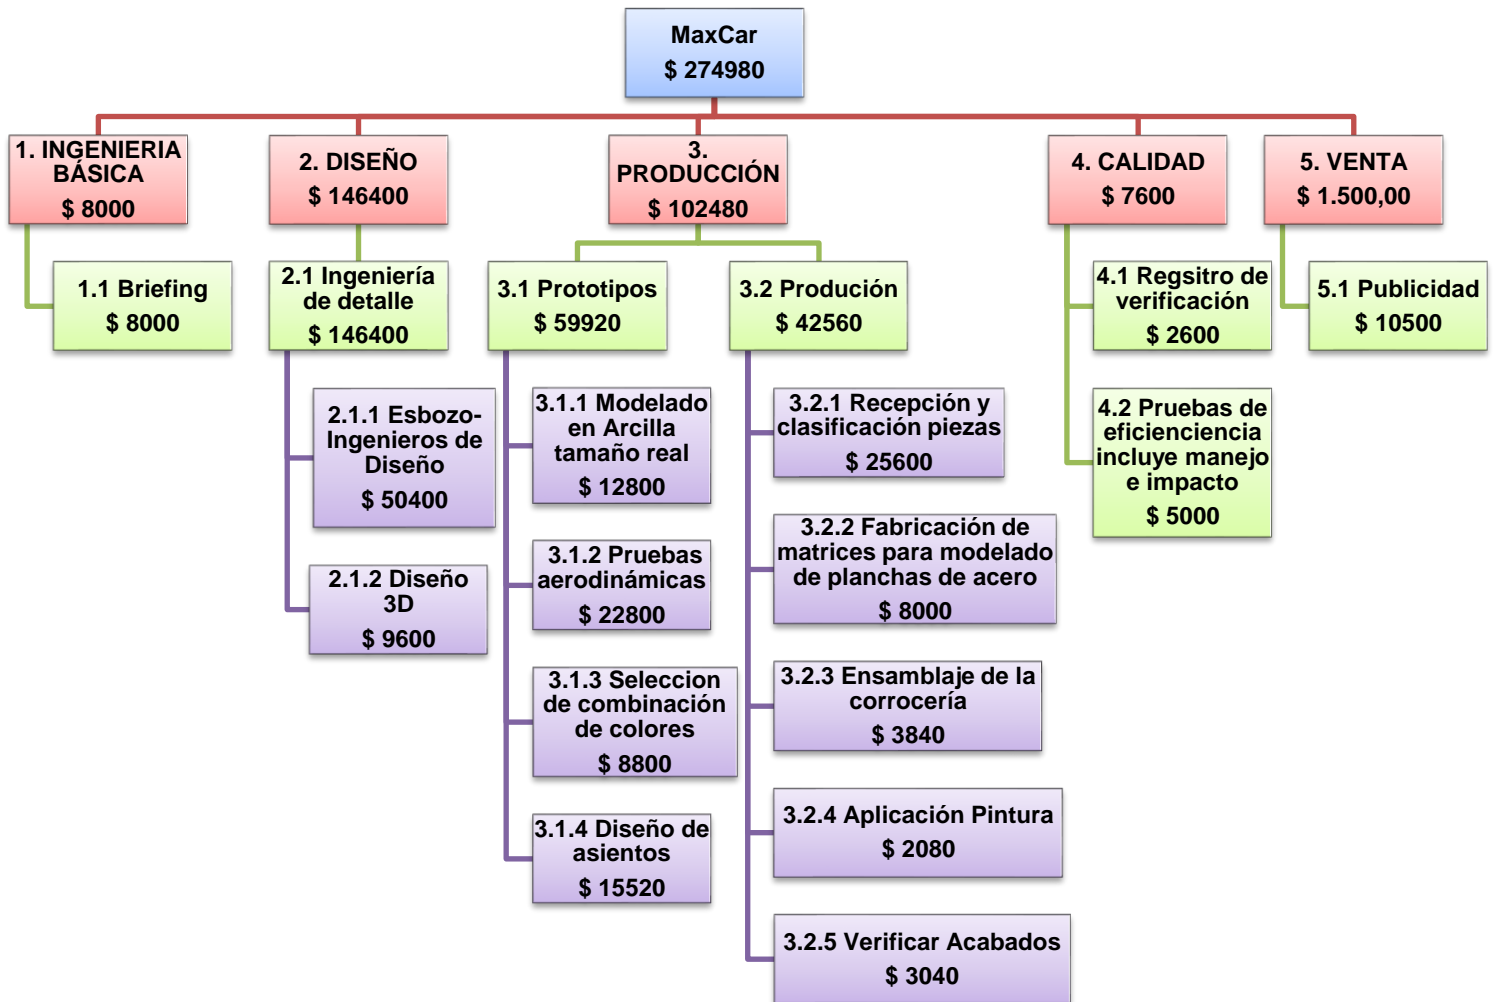 MaxCar
$ 274980
1. INGENIERIA
BÁSICA
$ 8000
2. DISEÑO
$ 146400
3.
PRODUCCIÓN
$ 102480
4. CALIDAD
$ 7600
5. VENTA
$ 1.500,00
1.1 Briefing
$ 8000
2.1 Ingeniería
de detalle
$ 146400
3.1 Prototipos
$ 59920
3.2 Produción
$ 42560
4.1 Regsitro de
verificación
$ 2600
5.1 Publicidad
$ 10500
2.1.1 Esbozo-
Ingenieros de
Diseño
$ 50400
2.1.2 Diseño
3D
$ 9600
3.1.1 Modelado
en Arcilla
tamaño real
$ 12800
3.1.2 Pruebas
aerodinámicas
$ 22800
3.1.3 Seleccion
de combinación
de colores
$ 8800
3.1.4 Diseño de
asientos
$ 15520
3.2.1 Recepción y
clasificación piezas
$ 25600
3.2.2 Fabricación de
matrices para modelado
de planchas de acero
$ 8000
3.2.3 Ensamblaje de la
corrocería
$ 3840
3.2.4 Aplicación Pintura
$ 2080
3.2.5 Verificar Acabados
$ 3040
4.2 Pruebas de
eficienciencia
incluye manejo
e impacto
$ 5000